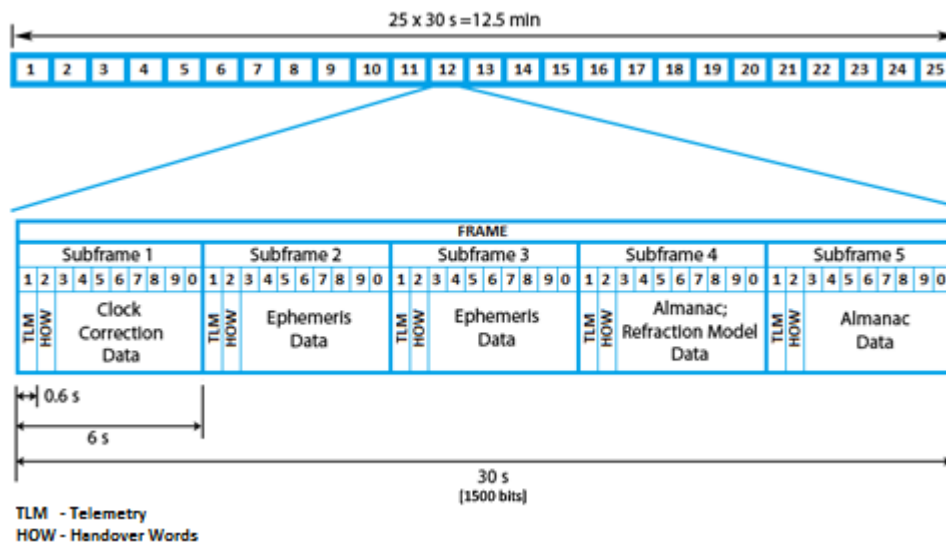 25 x 30 s =12.5 min
1 2 3 4 5 6 7 8 9 10 11 12 13 14 15 16 17 18 19 20 21 22 23 24 25
FRAME
Subframe 1 Subframe 2 Subframe 3 Subframe 4 Subframe 5
1 2 3 4 5 6 7 8 9 0 1 2 3 4 5 6 7 8 9 0 1 2 3 4 5 6 7 8 9 0 1 2 3 4 5 6 7 8 9 0 1 2 3 4 5 6 7 8 9 0
TLM HOW Clock Correction Data TLM HOW Ephemeris Data TLM HOW Ephemeris Data TLM HOW Almanac; Refraction Model Data TLM HOW Almanac Data
0.6 s
6 s
30 s
[1500 bits]
TLM - Telemetry
HOW - Handover Words